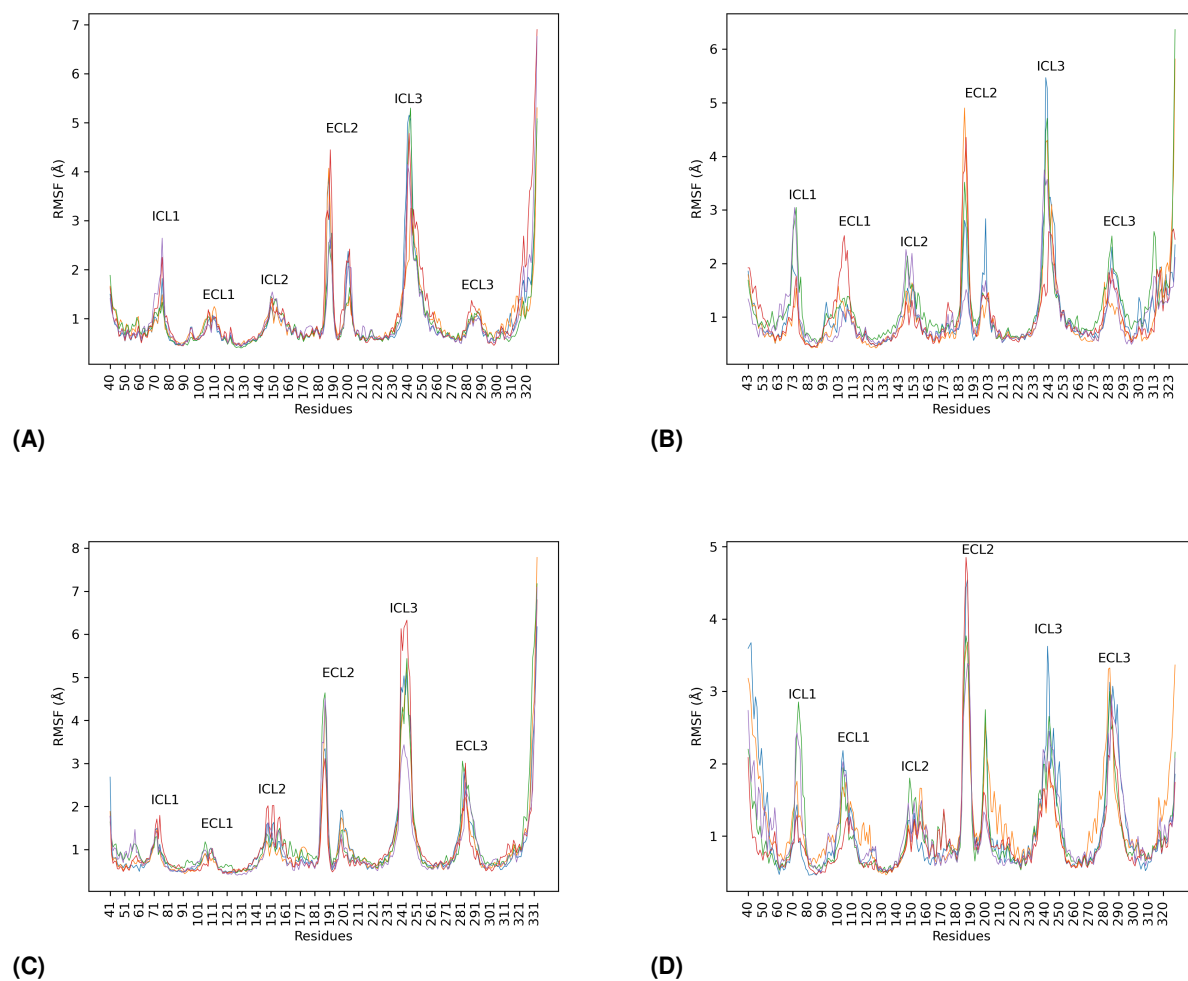 7
6
5
4
3
2
1
RMSF (Å)
ICL1
ECL1
ICL2
ECL2
ICL3
ECL3
40 50 60 70 80 90 100 110 120 130 140 150 160 170 180 190 200 210 220 230 240 250 260 270 280 290 300 310 320
Residues
(A)
6
5
4
3
2
1
RMSF (Å)
ICL1
ECL1
ICL2
ECL2
ICL3
ECL3
43 53 63 73 83 93 103 113 123 133 143 153 163 173 183 193 203 213 223 233 243 253 263 273 283 293 303 313 323
Residues
(B)
8
7
6
5
4
3
2
1
RMSF (Å)
ICL1
ECL1
ICL2
ECL2
ICL3
ECL3
41 51 61 71 81 91 101 111 121 131 141 151 161 171 181 191 201 211 221 231 241 251 261 271 281 291 301 311 321 331
Residues
(C)
5
4
3
2
1
RMSF (Å)
ICL1
ECL1
ICL2
ECL2
ICL3
ECL3
40 50 60 70 80 90 100 110 120 130 140 150 160 170 180 190 200 210 220 230 240 250 260 270 280 290 300 310 320
Residues
(D)